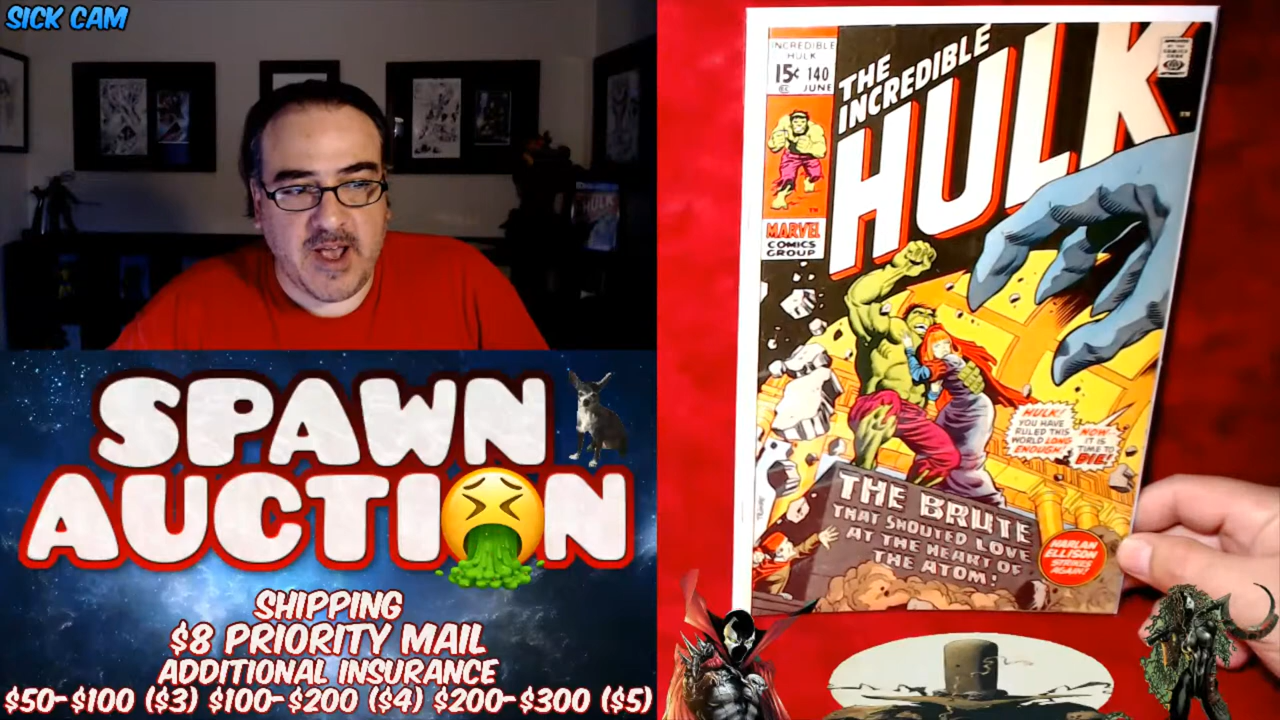 SICK CAM
SPAWN
AUCTION
SHIPPING
$8 PRIORITY MAIL
ADDITIONAL INSURANCE
$50-$100 ($3) $100-$200 ($4) $200-$300 ($5)
INCREDIBLE
HULK
15¢ 140
JUNE
MARVEL
COMICS
GROUP
THE
INCREDIBLE
HULK
HULK!
YOU HAVE
RULED THIS
WORLD LONG
ENOUGH!
NOW
IT IS
TIME TO
DIE!
THE BRUTE
THAT SHOUTED LOVE
AT THE HEART OF
THE ATOM!
HARLAN
ELLISON
STRIKES
AGAIN!